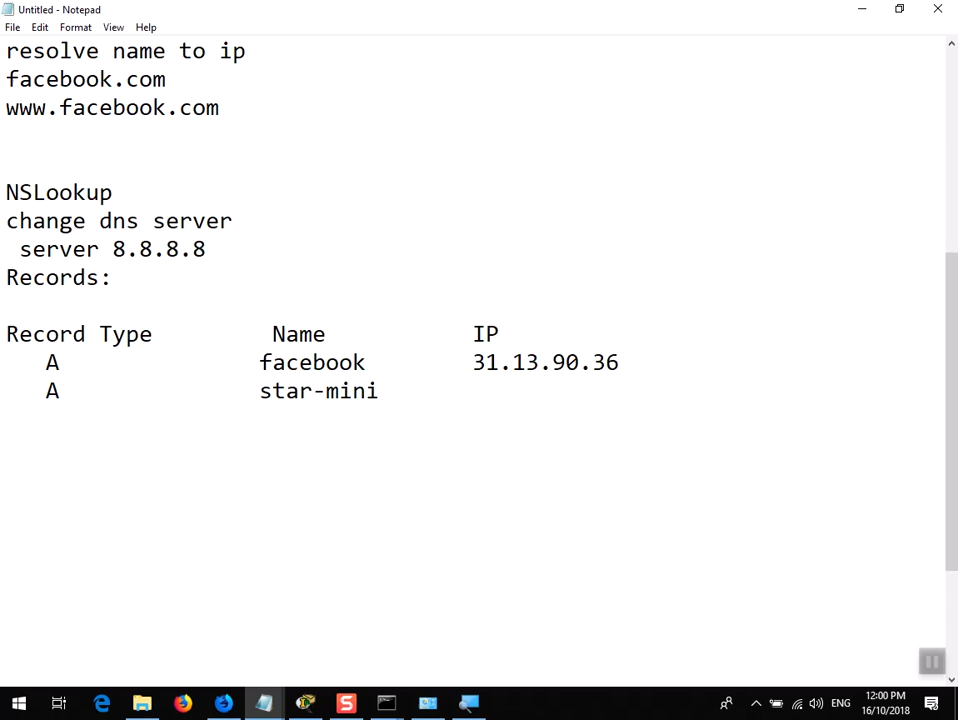 Untitled - Notepad
File Edit Format View Help
resolve name to ip
facebook.com
www.facebook.com
NSLookup
change dns server
server 8.8.8.8
Records:
Record Type Name IP
A facebook 31.13.90.36
A star-mini
S
ENG
12:00 PM
16/10/2018